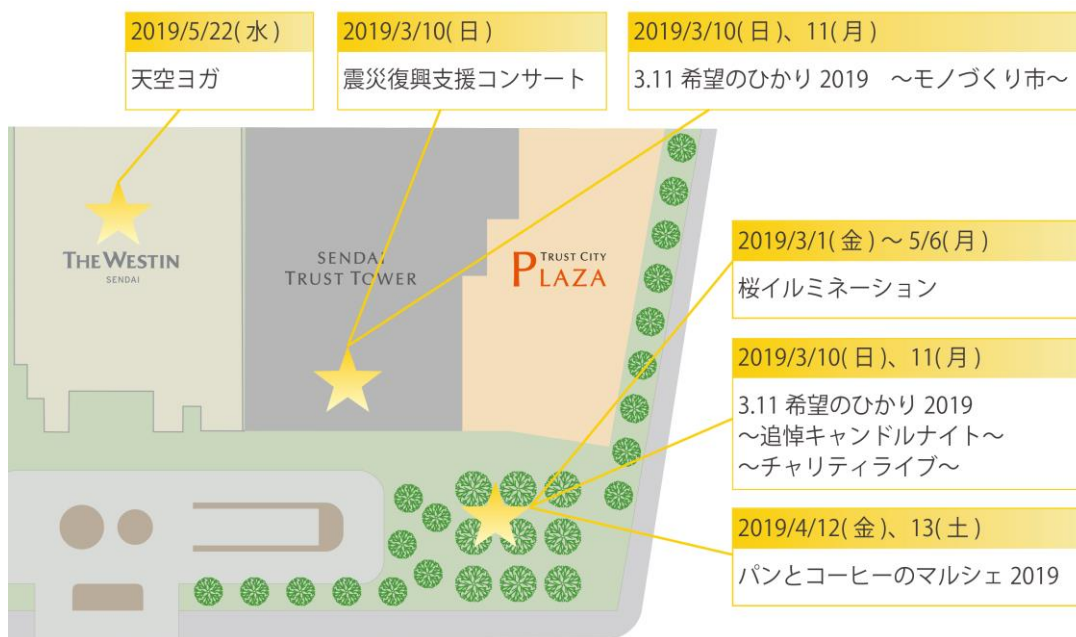 2019/5/22(水)
天空ヨガ
2019/3/10(日)
震災復興支援コンサート
2019/3/10(日)、11(月)
3.11 希望のひかり 2019　～モノづくり市～
THE WESTIN
SENDAI
SENDAI
TRUST TOWER
TRUST CITY
PLAZA
2019/3/1(金)～5/6(月)
桜イルミネーション
2019/3/10(日)、11(月)
3.11 希望のひかり 2019
～追悼キャンドルナイト～
～チャリティライブ～
2019/4/12(金)、13(土)
パンとコーヒーのマルシェ 2019